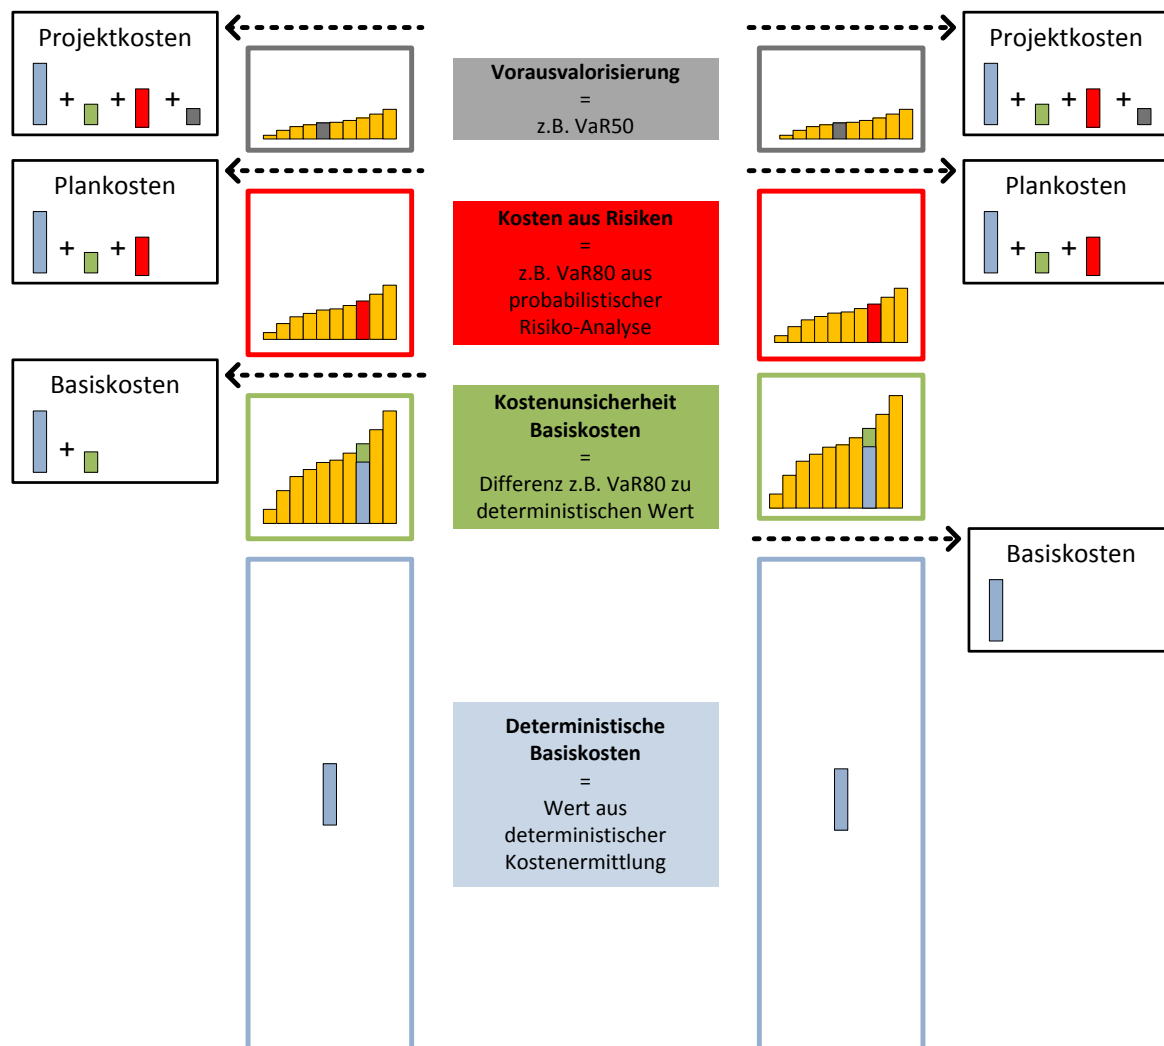 Projektkosten
+ + +
Plankosten
+ +
Basiskosten
+
Vorausvalorisierung
=
z.B. VaR50
Kosten aus Risiken
=
z.B. VaR80 aus
probabilistischer
Risiko-Analyse
Kostenunsicherheit
Basiskosten
=
Differenz z.B. VaR80 zu
deterministischen Wert
Deterministische
Basiskosten
=
Wert aus
deterministischer
Kostenermittlung
Projektkosten
+ + +
Plankosten
+ +
Basiskosten